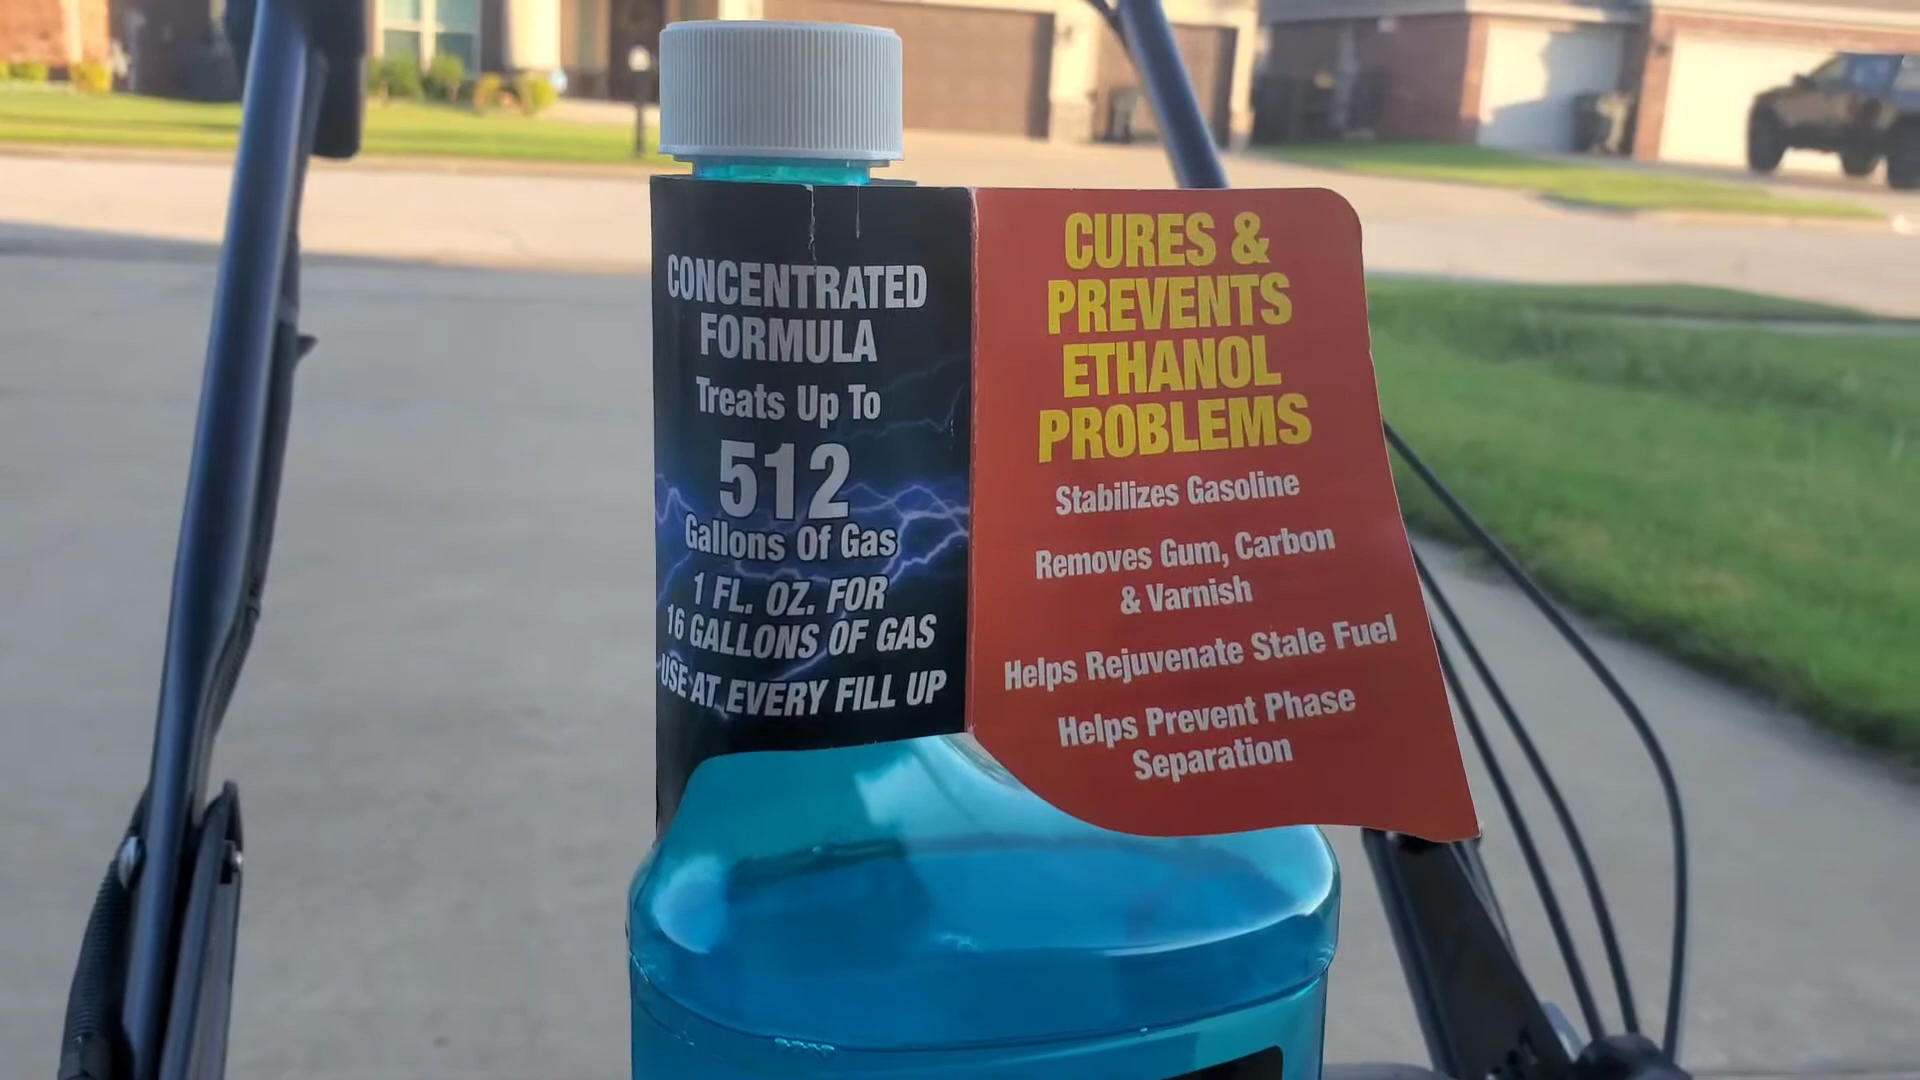 CONCENTRATED
FORMULA
Treats Up To
512
Gallons Of Gas
1 FL. OZ. FOR
16 GALLONS OF GAS
USE AT EVERY FILL UP
CURES &
PREVENTS
ETHANOL
PROBLEMS
Stabilizes Gasoline
Removes Gum, Carbon
& Varnish
Helps Rejuvenate Stale Fuel
Helps Prevent Phase
Separation